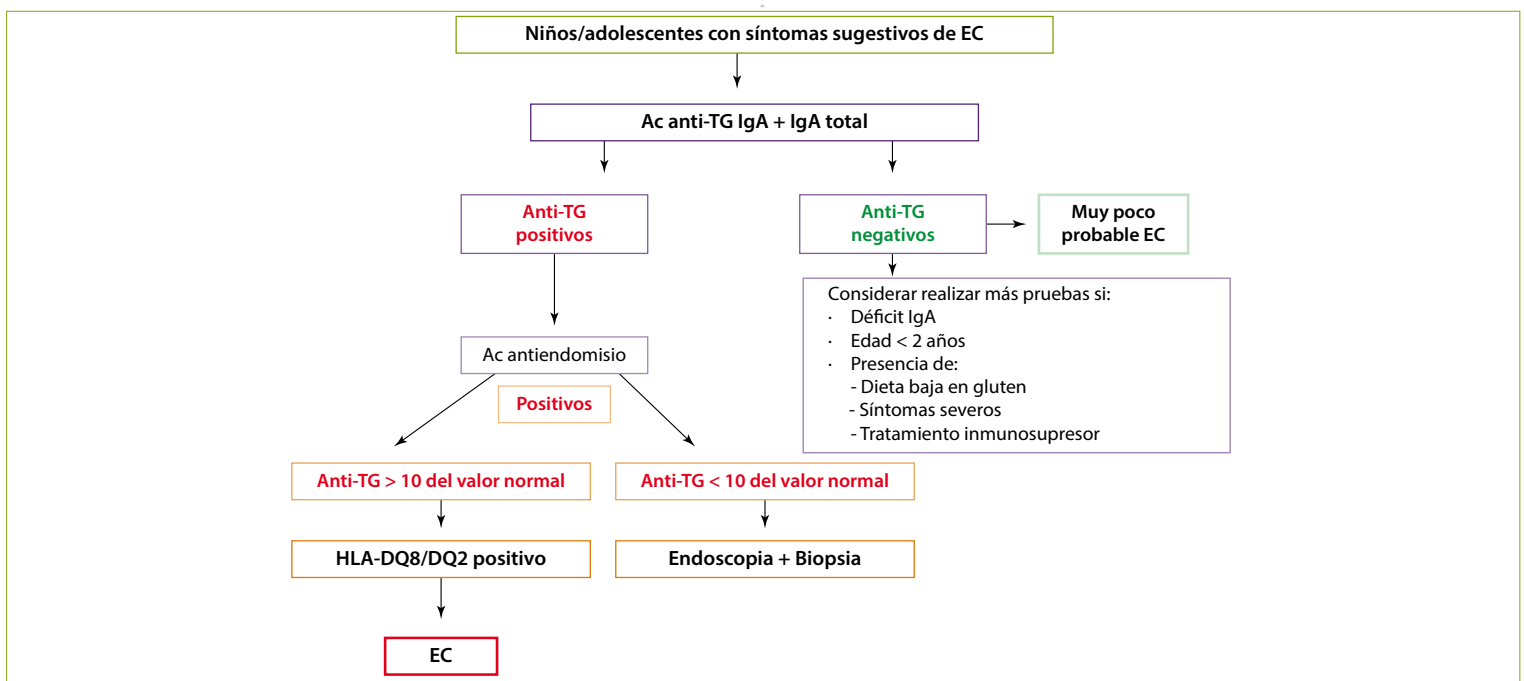 Niños/adolescentes con síntomas sugestivos de EC
Ac anti-TG IgA + IgA total
Anti-TG
positivos
Anti-TG
negativos
Muy poco
probable EC
Considerar realizar más pruebas si:
· Déficit IgA
· Edad < 2 años
· Presencia de:
- Dieta baja en gluten
- Síntomas severos
- Tratamiento inmunosupresor
Ac antiendomisio
Positivos
Anti-TG > 10 del valor normal
Anti-TG < 10 del valor normal
HLA-DQ8/DQ2 positivo
Endoscopia + Biopsia
EC